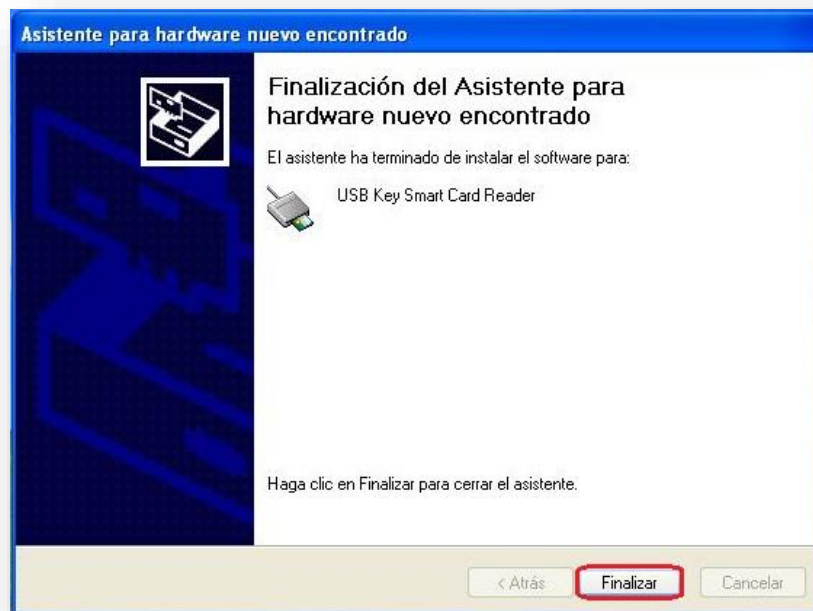 Asistente para hardware nuevo encontrado
Finalización del Asistente para
hardware nuevo encontrado
El asistente ha terminado de instalar el software para:
USB Key Smart Card Reader
Haga clic en Finalizar para cerrar el asistente.
< Atrás
Finalizar
Cancelar